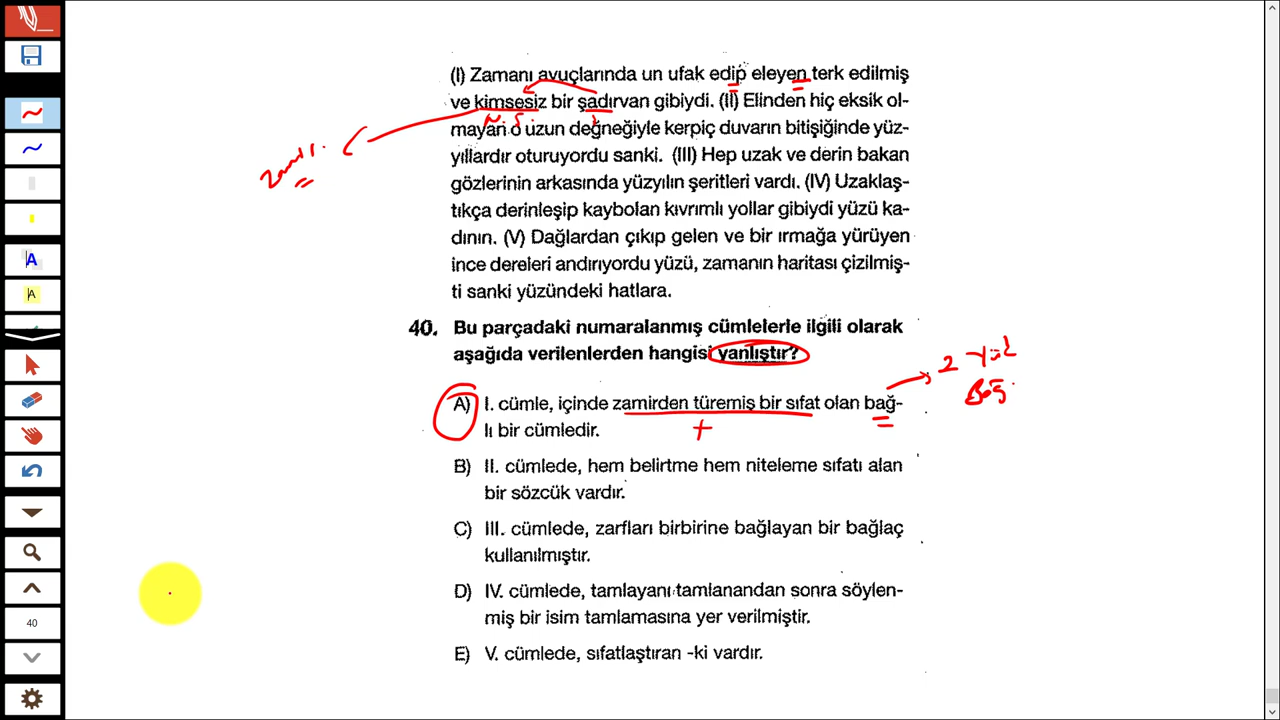 (I) Zamanı avuçlarında un ufak edip eleyen terk edilmiş
ve kimsesiz bir şadırvan gibiydi. (II) Elinden hiç eksik ol-
N. S. İ
mayan o uzun değneğiyle kerpiç duvarın bitişiğinde yüz-
zamir.
yıllardır oturuyordu sanki. (III) Hep uzak ve derin bakan
gözlerinin arkasında yüzyılın şeritleri vardı. (IV) Uzaklaş-
tıkça derinleşip kaybolan kıvrımlı yollar gibiydi yüzü ka-
dının. (V) Dağlardan çıkıp gelen ve bir ırmağa yürüyen
ince dereleri andırıyordu yüzü, zamanın haritası çizilmiş-
ti sanki yüzündeki hatlara.
40. Bu parçadaki numaralanmış cümlelerle ilgili olarak
aşağıda verilenlerden hangisi yanlıştır?
2 Yük
Bağ.
A) I. cümle, içinde zamirden türemiş bir sıfat olan bağ-
lı bir cümledir.
+
B) II. cümlede, hem belirtme hem niteleme sıfatı alan
bir sözcük vardır.
C) III. cümlede, zarfları birbirine bağlayan bir bağlaç
kullanılmıştır.
D) IV. cümlede, tamlayanı tamlanandan sonra söylen-
miş bir isim tamlamasına yer verilmiştir.
E) V. cümlede, sıfatlaştıran -ki vardır.
A
A
40